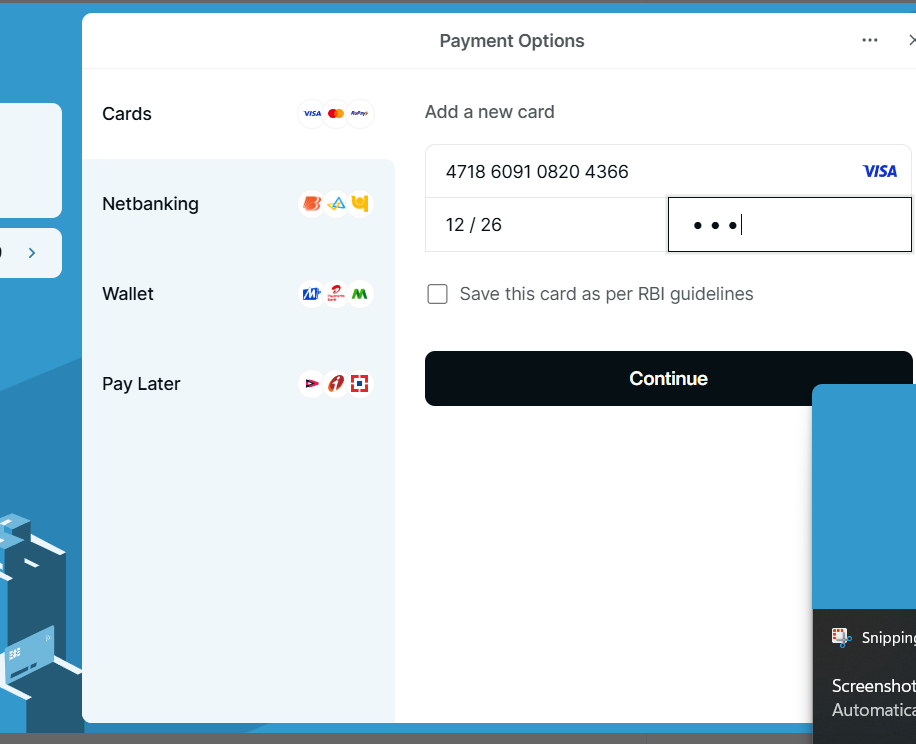 Payment Options
Cards
VISA
RuPay
Add a new card
4718 6091 0820 4366
VISA
Netbanking
12 / 26
Wallet
Save this card as per RBI guidelines
Pay Later
Continue
Snipping
Screenshot
Automatica